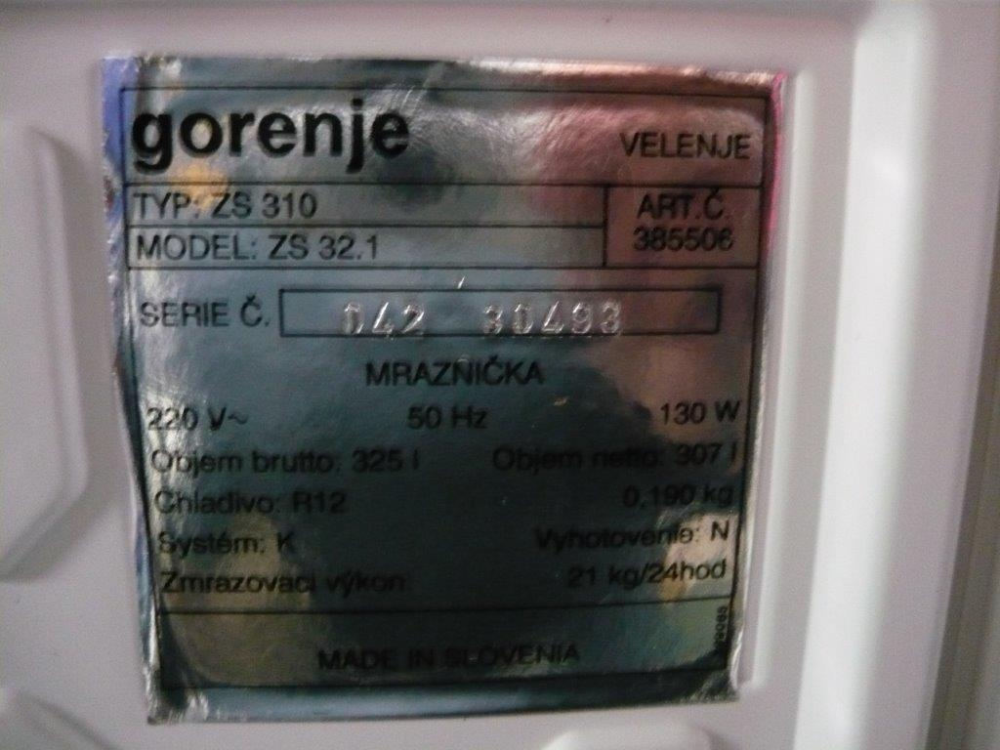 gorenje VELENJE
TYP: ZS 310
MODEL: ZS 32.1
ART.Č.
385506
SERIE Č. 042 30493
MRAZNIČKA
220 V~ 50 Hz 130 W
Objem brutto: 325 l Objem netto: 307 l
Chladivo: R12 0,190 kg
Systém: K Vyhotovenie: N
Zmrazovací výkon: 21 kg/24hod
MADE IN SLOVENIA